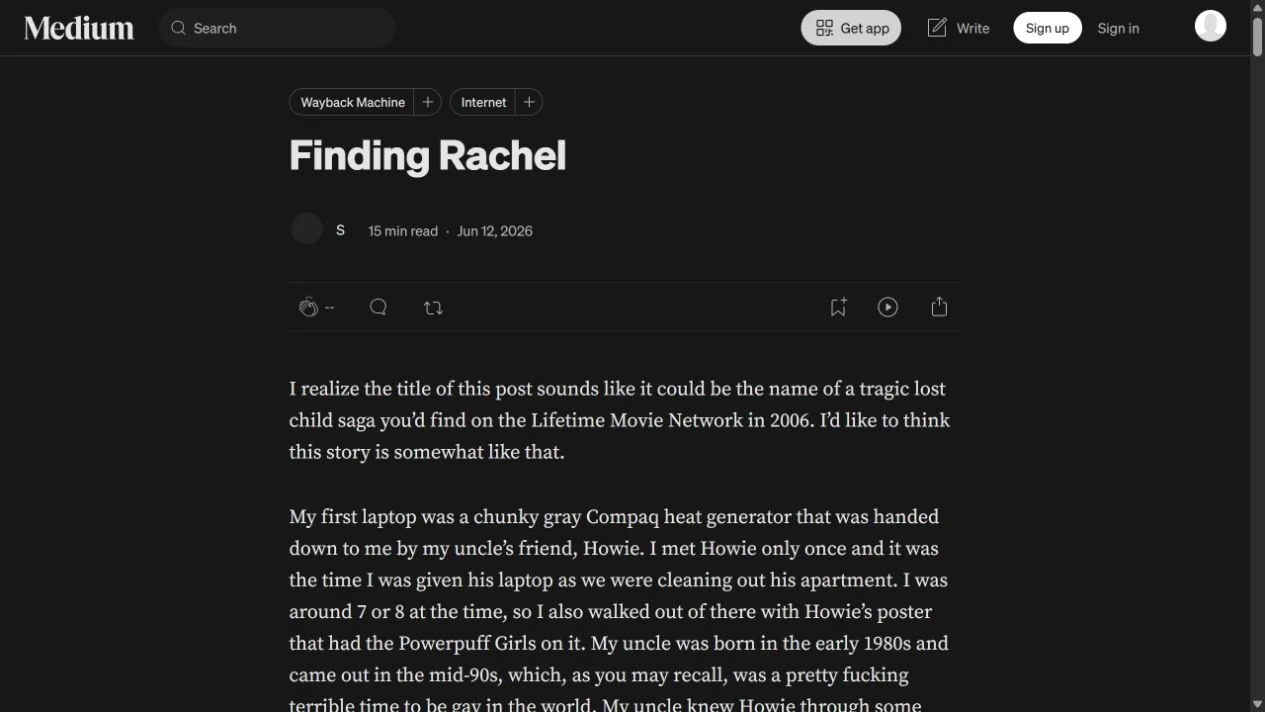 Medium
Search
Get app
Write
Sign up
Sign in
Wayback Machine +
Internet +
Finding Rachel
S
15 min read · Jun 12, 2026
--
I realize the title of this post sounds like it could be the name of a tragic lost
child saga you’d find on the Lifetime Movie Network in 2006. I’d like to think
this story is somewhat like that.
My first laptop was a chunky gray Compaq heat generator that was handed
down to me by my uncle’s friend, Howie. I met Howie only once and it was
the time I was given his laptop as we were cleaning out his apartment. I was
around 7 or 8 at the time, so I also walked out of there with Howie’s poster
that had the Powerpuff Girls on it. My uncle was born in the early 1980s and
came out in the mid-90s, which, as you may recall, was a pretty fucking
terrible time to be gay in the world. My uncle knew Howie through some